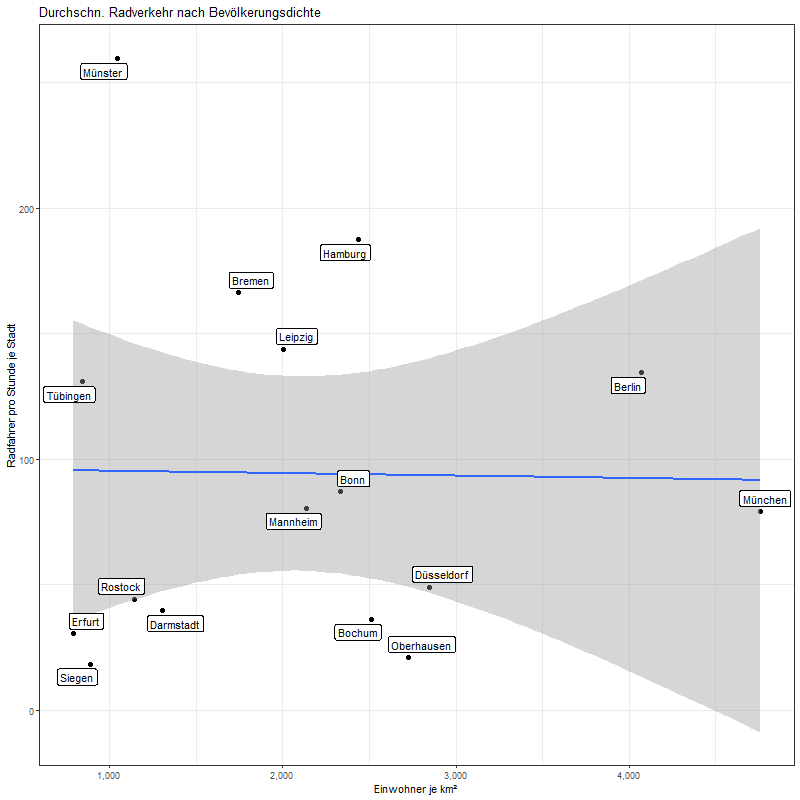 Durchschn. Radverkehr nach Bevölkerungsdichte
Radfahrer pro Stunde je Stadt
200
100
0
Münster
Hamburg
Bremen
Leipzig
Tübingen
Berlin
Bonn
München
Mannheim
Düsseldorf
Rostock
Erfurt
Darmstadt
Bochum
Oberhausen
Siegen
1,000
2,000
3,000
4,000
Einwohner je km²